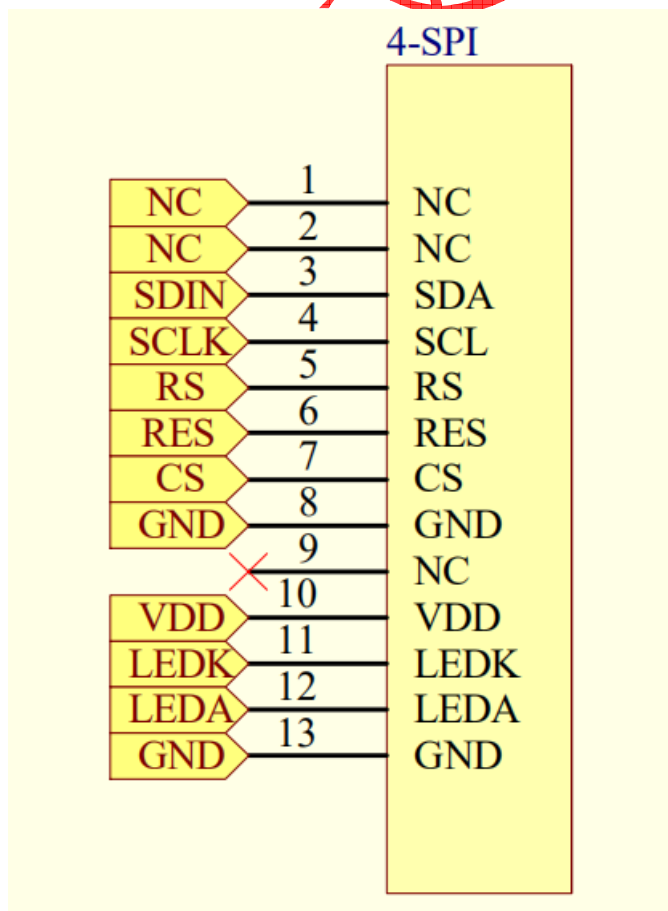 4-SPI
NC 1 NC
NC 2 NC
SDIN 3 SDA
SCLK 4 SCL
RS 5 RS
RES 6 RES
CS 7 CS
GND 8 GND
9 NC
VDD 10 VDD
LEDK 11 LEDK
LEDA 12 LEDA
GND 13 GND